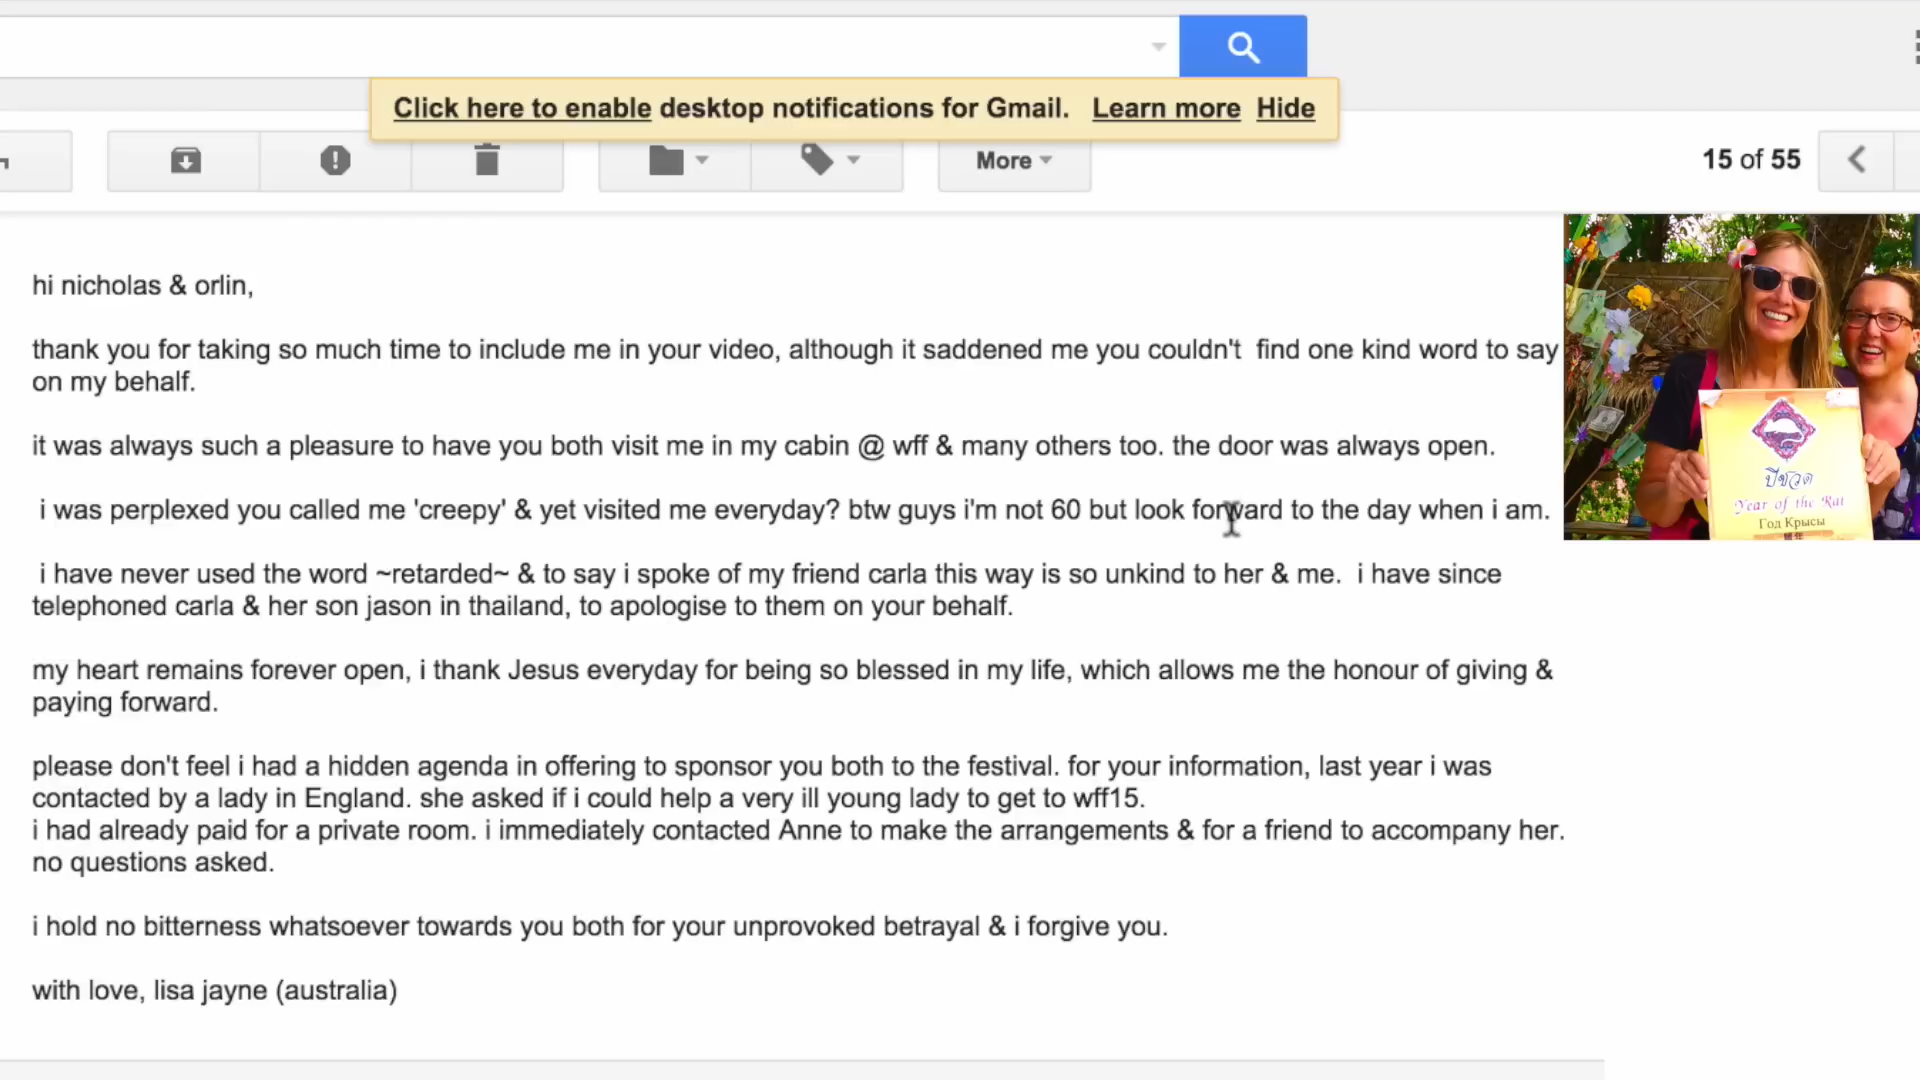 Click here to enable desktop notifications for Gmail. Learn more Hide
More
15 of 55
hi nicholas & orlin,
thank you for taking so much time to include me in your video, although it saddened me you couldn't find one kind word to say
on my behalf.
it was always such a pleasure to have you both visit me in my cabin @ wff & many others too. the door was always open.
i was perplexed you called me 'creepy' & yet visited me everyday? btw guys i'm not 60 but look forward to the day when i am.
i have never used the word ~retarded~ & to say i spoke of my friend carla this way is so unkind to her & me. i have since
telephoned carla & her son jason in thailand, to apologise to them on your behalf.
my heart remains forever open, i thank Jesus everyday for being so blessed in my life, which allows me the honour of giving &
paying forward.
please don't feel i had a hidden agenda in offering to sponsor you both to the festival. for your information, last year i was
contacted by a lady in England. she asked if i could help a very ill young lady to get to wff15.
i had already paid for a private room. i immediately contacted Anne to make the arrangements & for a friend to accompany her.
no questions asked.
i hold no bitterness whatsoever towards you both for your unprovoked betrayal & i forgive you.
with love, lisa jayne (australia)
ปีชวด
Year of the Rat
Год Крысы